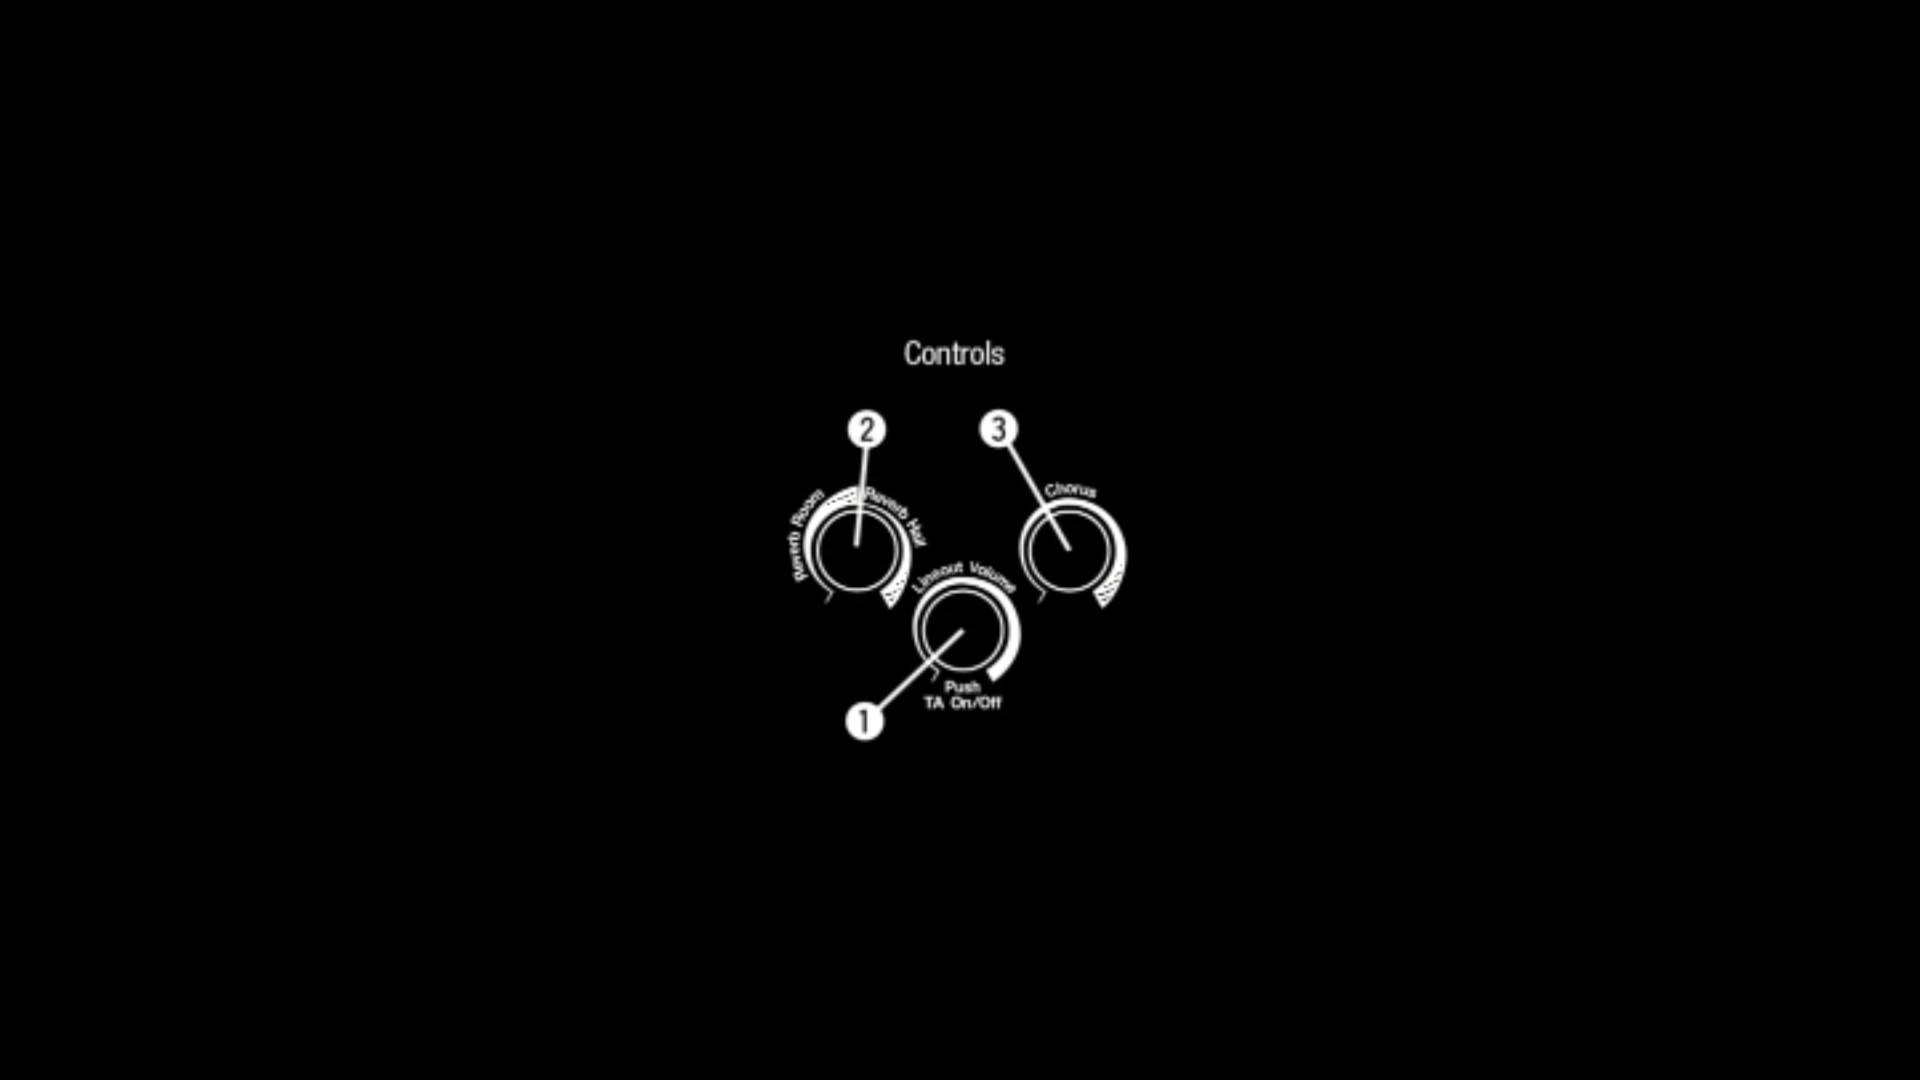 Controls
2
3
Reverb Room
Reverb Hall
Chorus
Lineout Volume
Push
TA On/Off
1